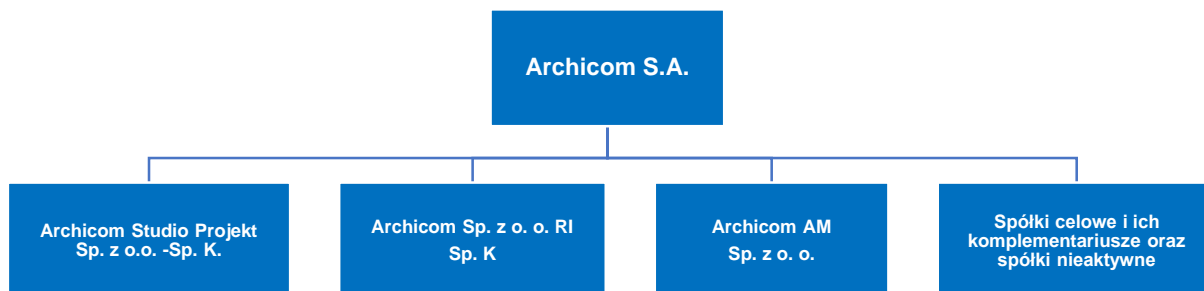 Archicom S.A.
Archicom Studio Projekt
Sp. z o.o. -Sp. K.
Archicom Sp. z o. o. RI
Sp. K
Archicom AM
Sp. z o. o.
Spółki celowe i ich
komplementariusze oraz
spółki nieaktywne